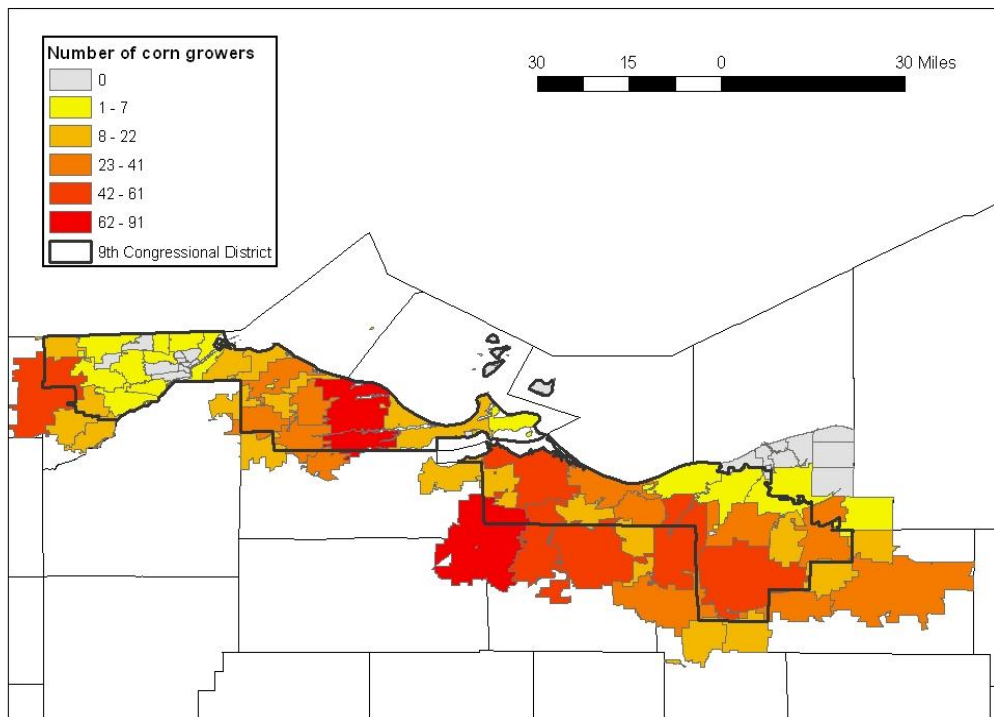 Number of corn growers
0
1 - 7
8 - 22
23 - 41
42 - 61
62 - 91
9th Congressional District
30 15 0 30 Miles